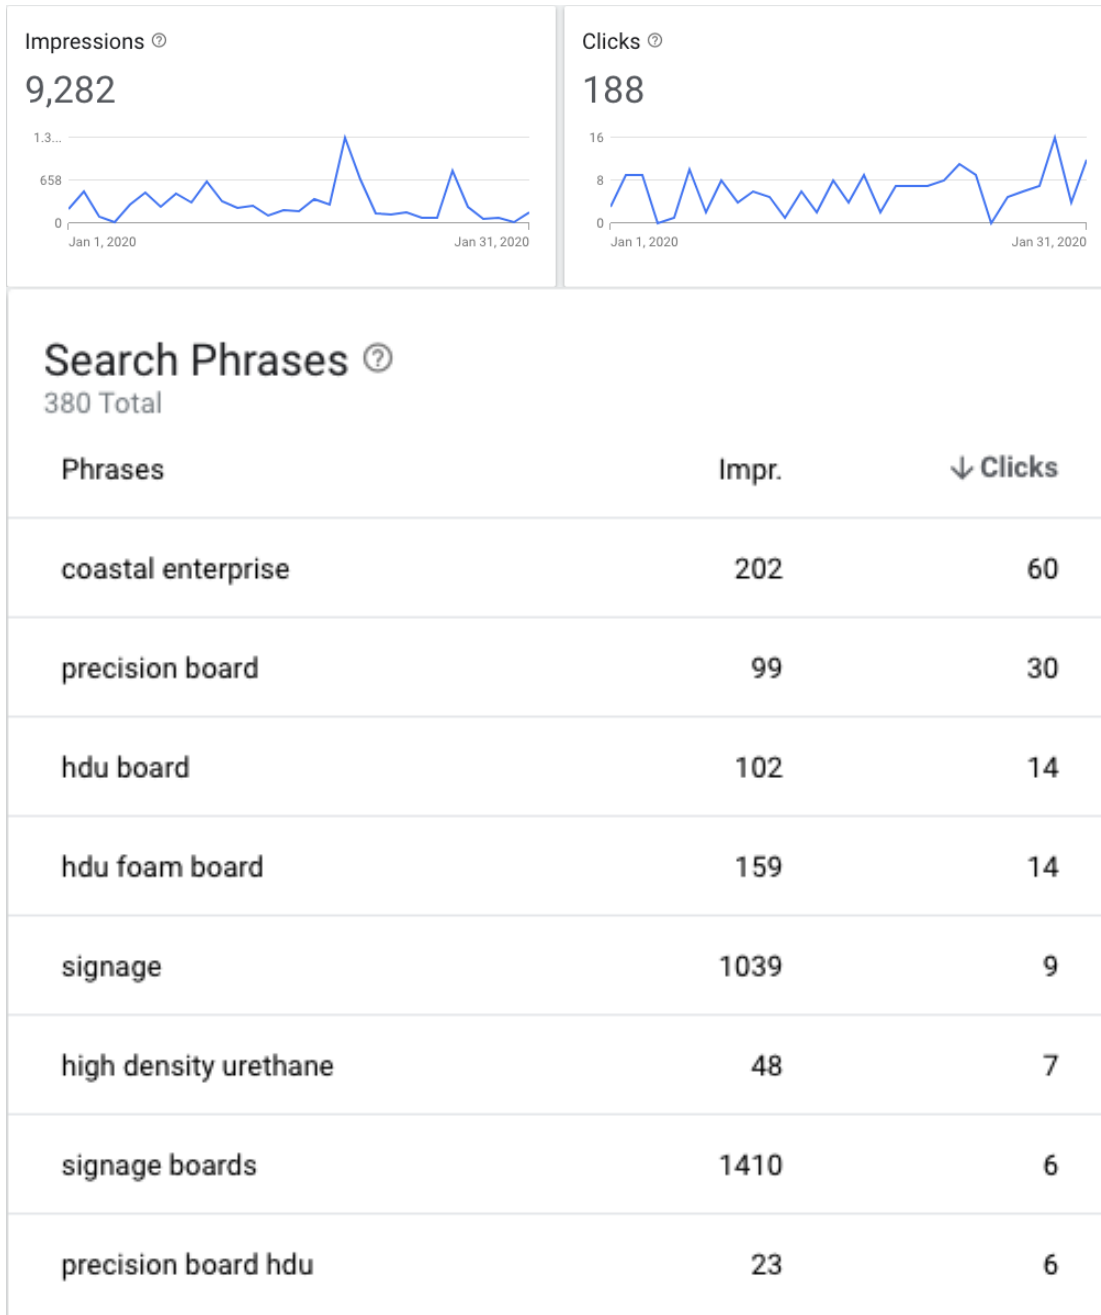 Impressions
9,282
1.3...
658
0
Jan 1, 2020 Jan 31, 2020
Clicks
188
16
8
0
Jan 1, 2020 Jan 31, 2020
Search Phrases
380 Total
Phrases Impr. Clicks
coastal enterprise 202 60
precision board 99 30
hdu board 102 14
hdu foam board 159 14
signage 1039 9
high density urethane 48 7
signage boards 1410 6
precision board hdu 23 6